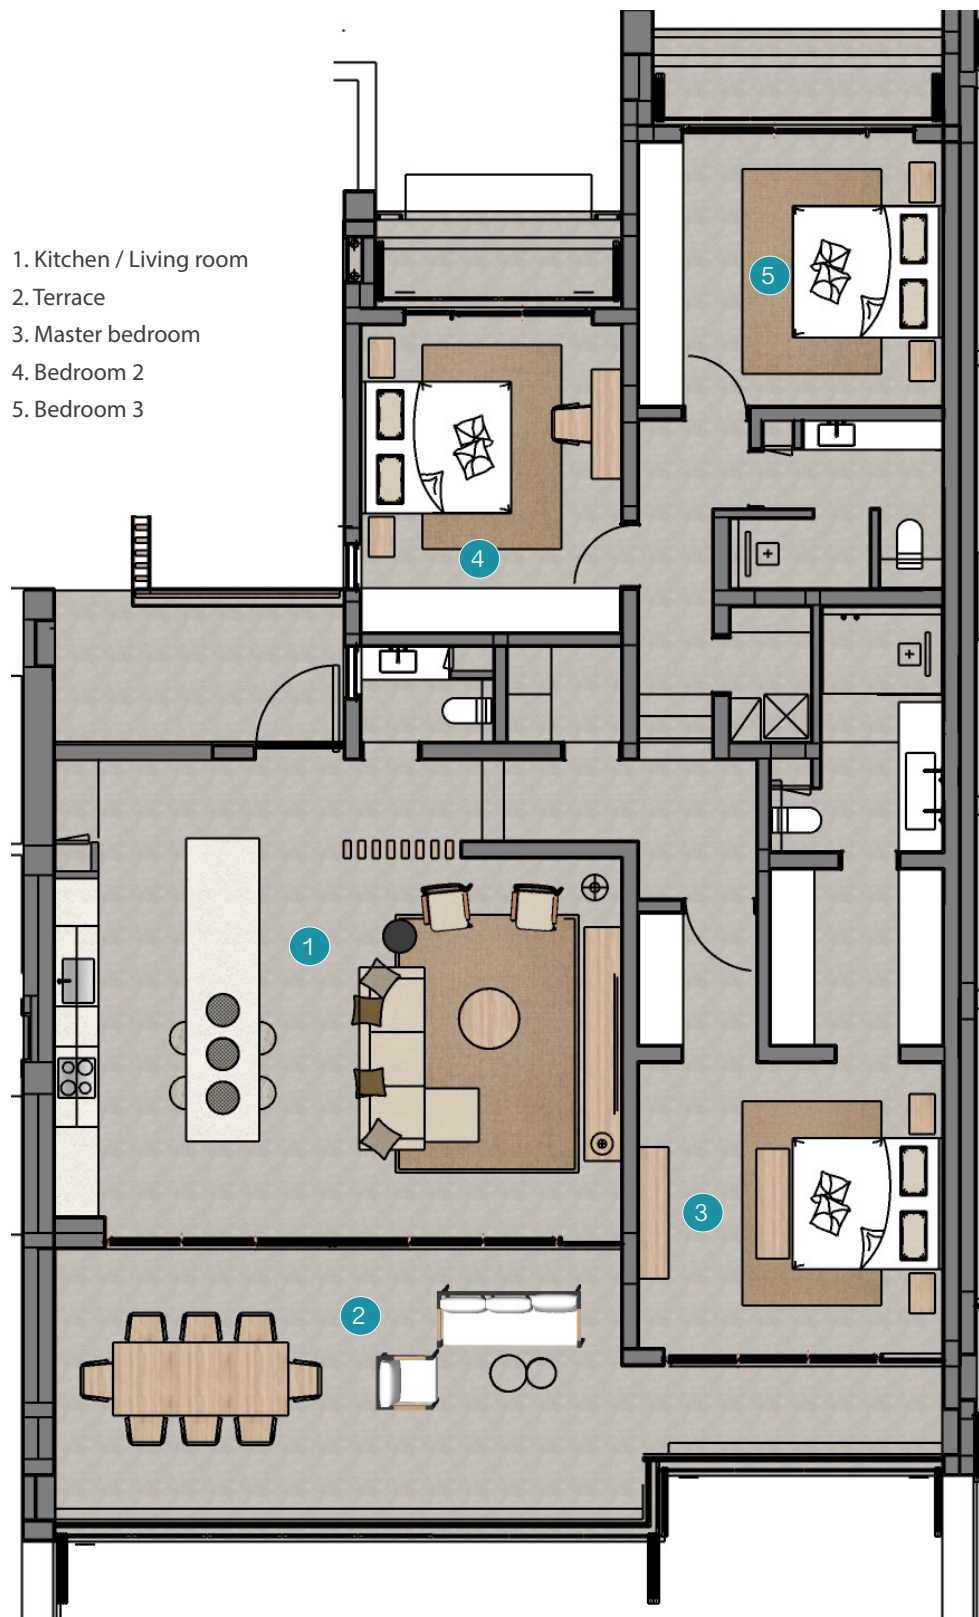 1. Kitchen / Living room
2. Terrace
3. Master bedroom
4. Bedroom 2
5. Bedroom 3
5
4
1
3
2